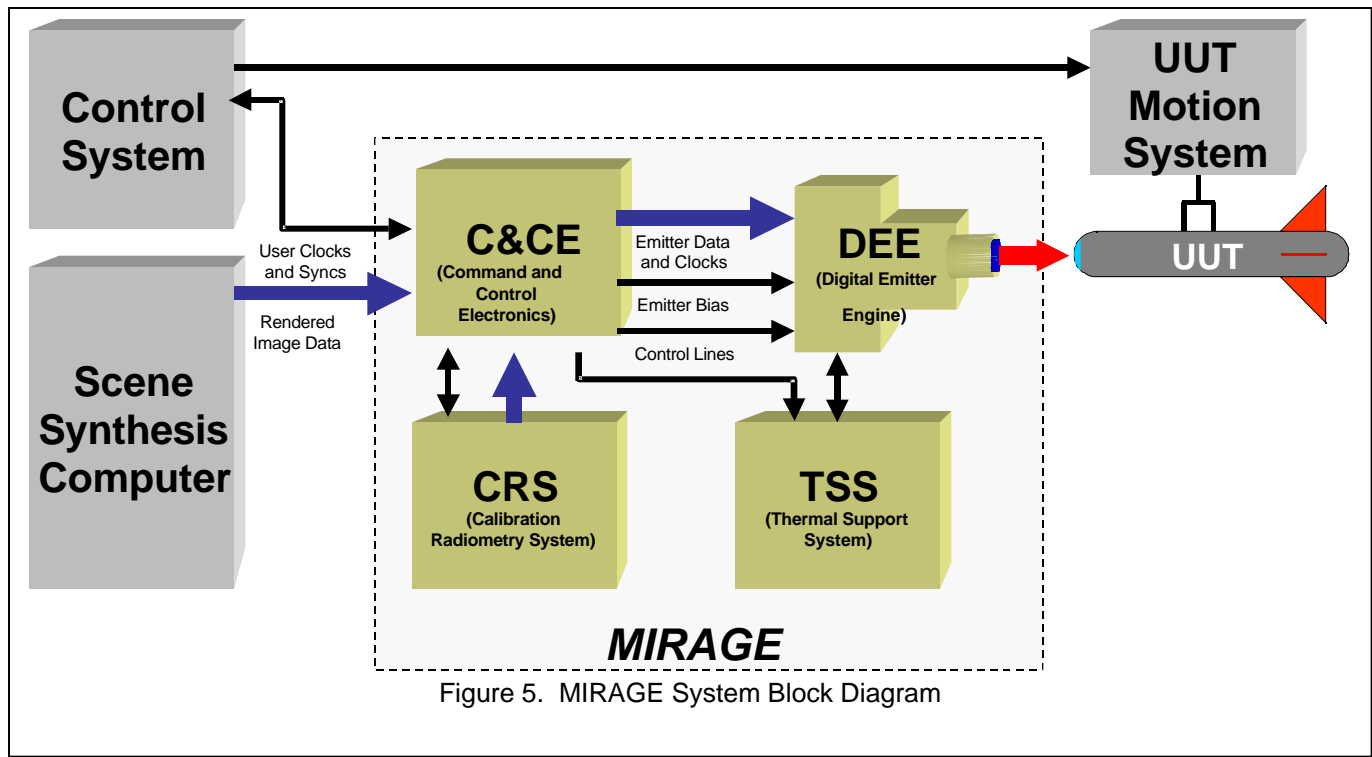 Control
System
UUT
Motion
System
User Clocks
and Syncs
C&CE
(Command and
Control
Electronics)
Emitter Data
and Clocks
Emitter Bias
Control Lines
DEE
(Digital Emitter
Engine)
UUT
Rendered
Image Data
Scene
Synthesis
Computer
CRS
(Calibration
Radiometry System)
TSS
(Thermal Support
System)
MIRAGE
Figure 5. MIRAGE System Block Diagram